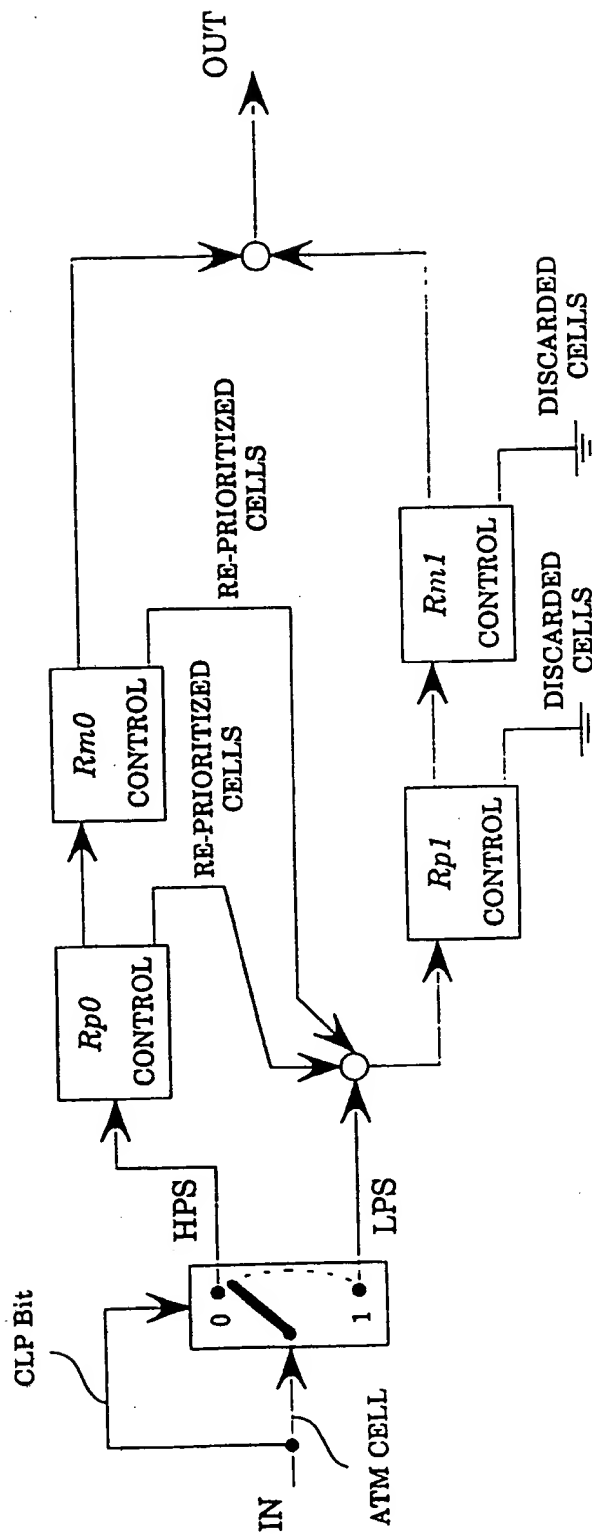 CLP Bit
IN
ATM CELL
0
1
HPS
LPS
Rp0
CONTROL
Rm0
CONTROL
RE-PRIORITIZED
CELLS
RE-PRIORITIZED
CELLS
Rp1
CONTROL
Rm1
CONTROL
DISCARDED
CELLS
DISCARDED
CELLS
OUT